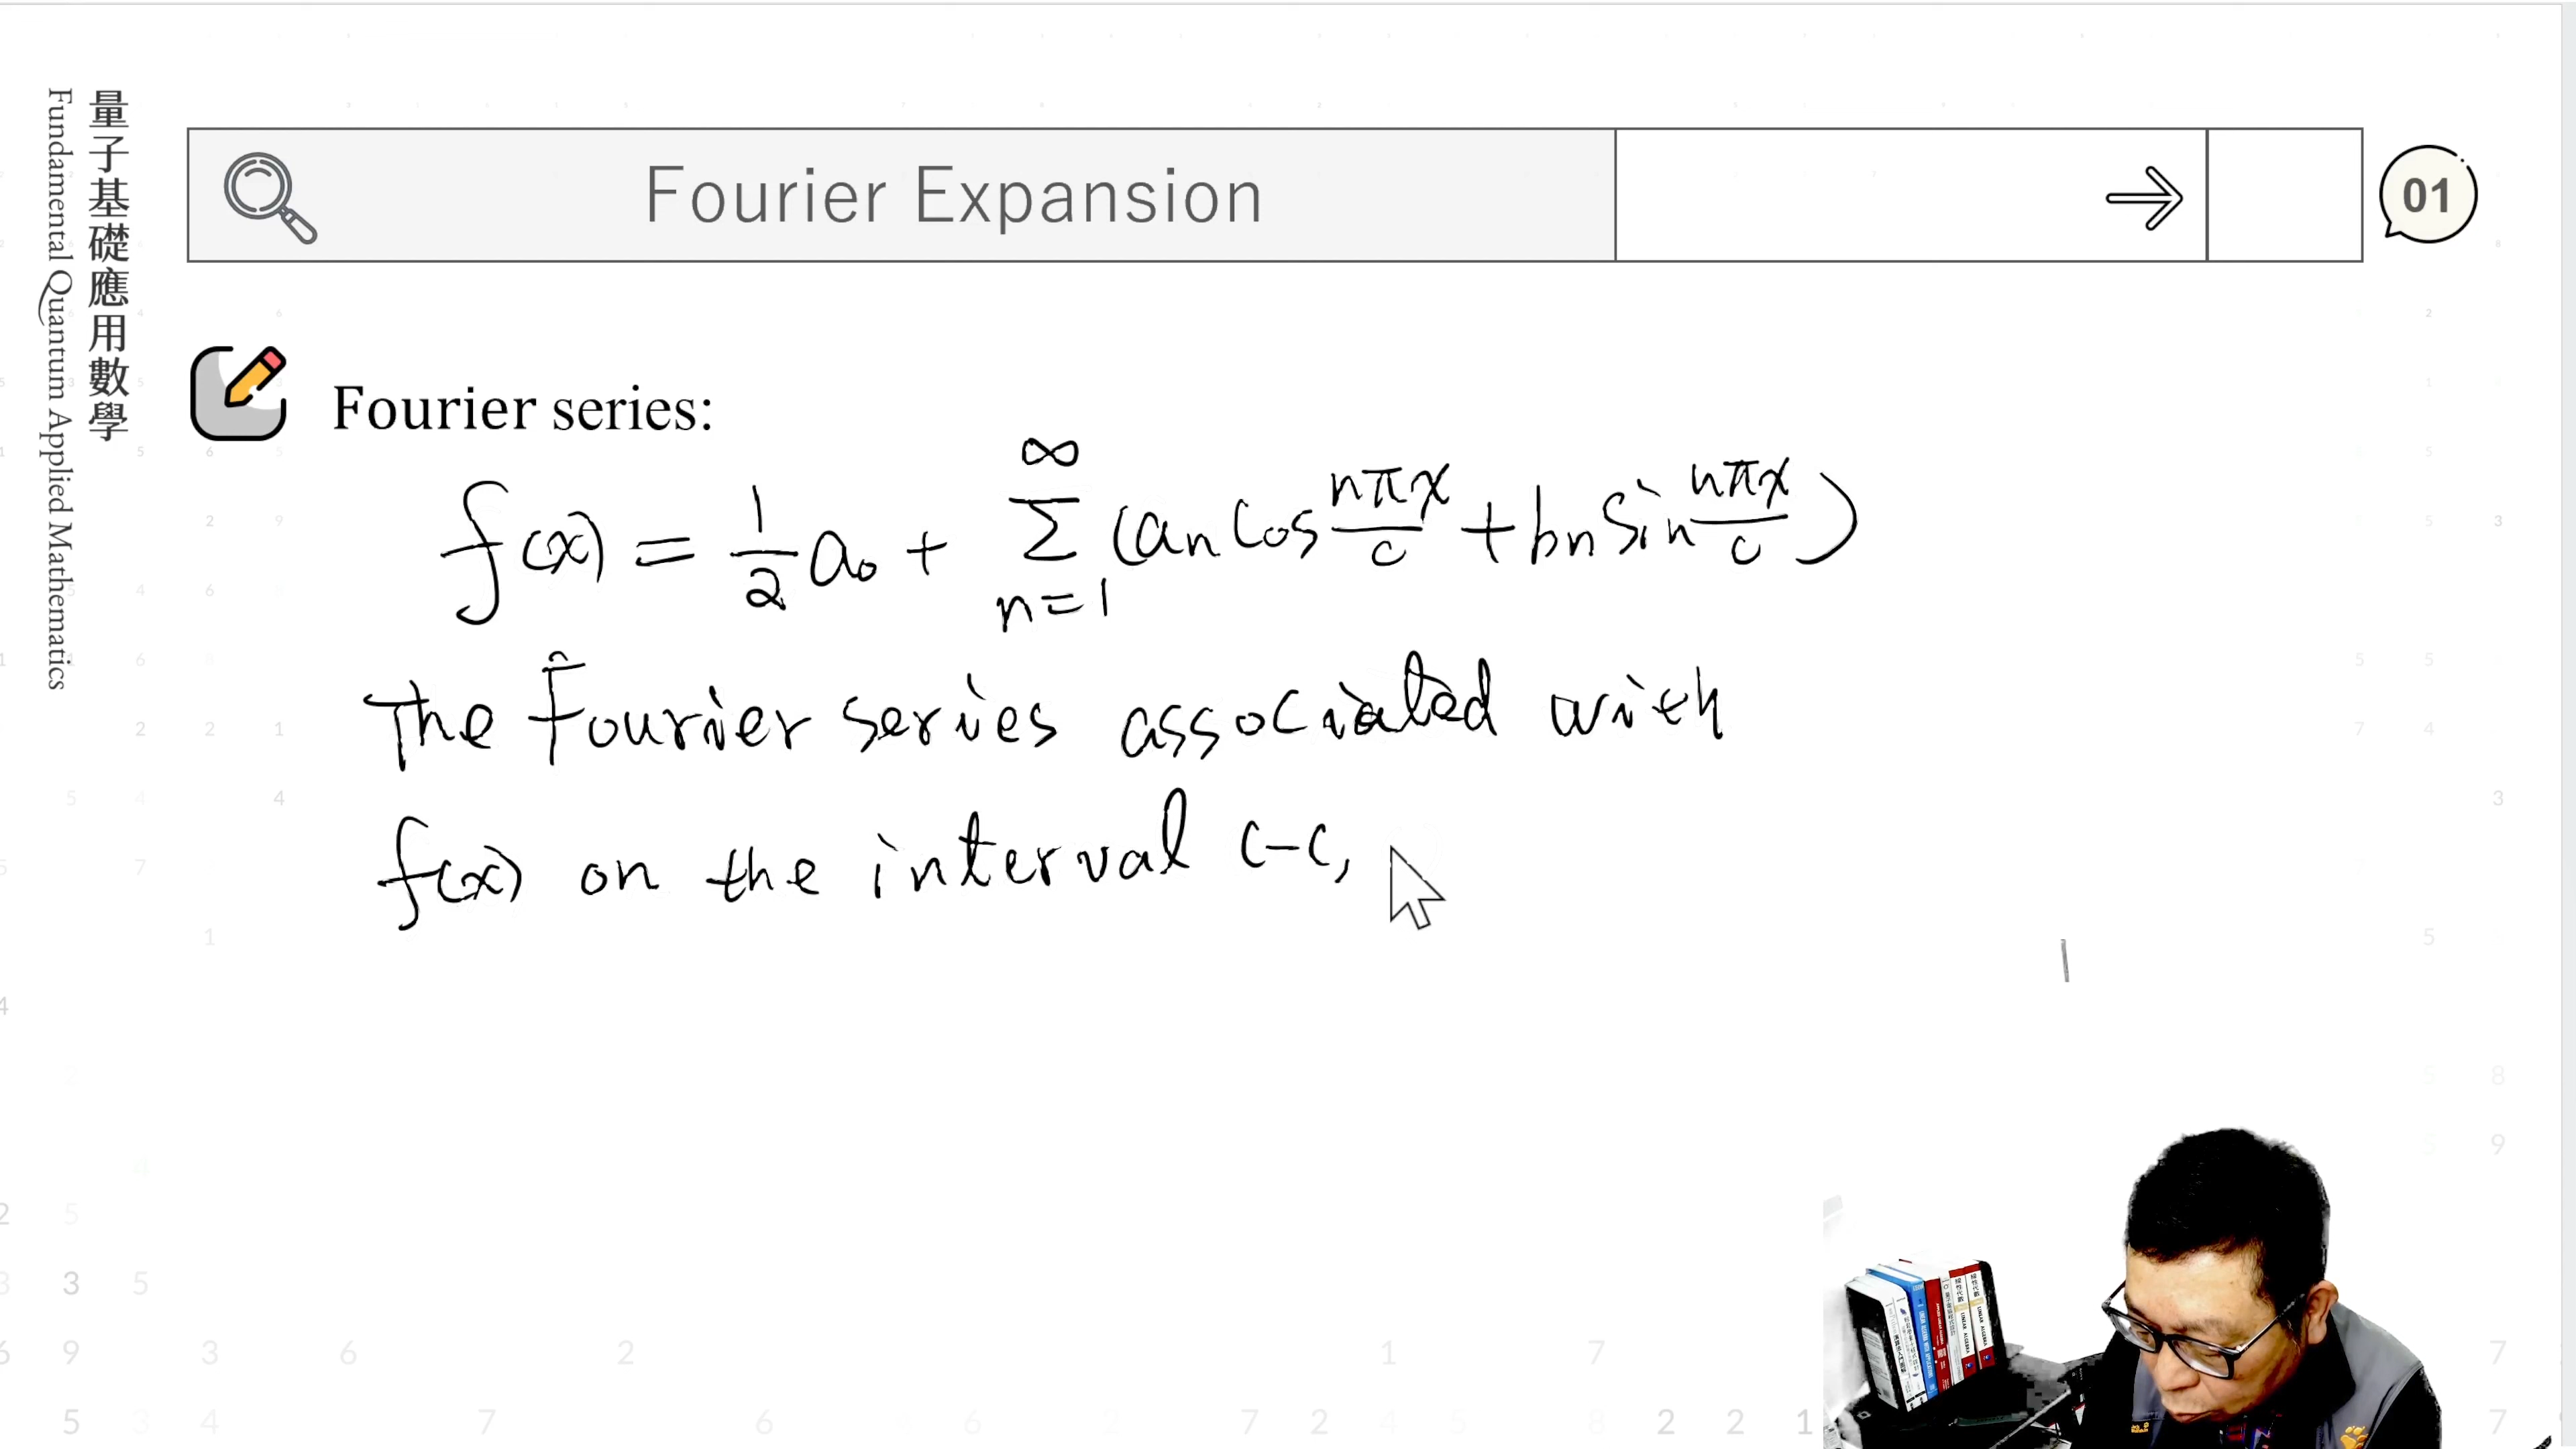 量子基礎應用數學
Fundamental Quantum Applied Mathematics
Fourier Expansion
01
Fourier series:
f(x) = 1/2 a₀ + ∑_{n=1}^{∞} (an cos nπx/c + bn sin nπx/c)
The Fourier series associated with
f(x) on the interval (-c,